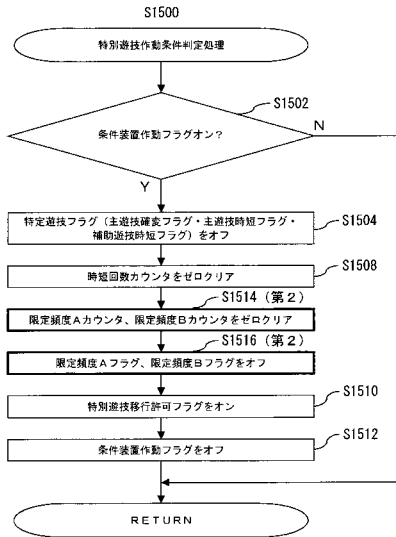 S1500
特別遊技作動条件判定処理
S1502
条件装置作動フラグオン？
N
Y
特定遊技フラグ（主遊技確変フラグ・主遊技時短フラグ・
補助遊技時短フラグ）をオフ
S1504
時短回数カウンタをゼロクリア
S1508
S1514（第２）
限定頻度Ａカウンタ、限定頻度Ｂカウンタをゼロクリア
S1516（第２）
限定頻度Ａフラグ、限定頻度Ｂフラグをオフ
特別遊技移行許可フラグをオン
S1510
条件装置作動フラグをオフ
S1512
RETURN